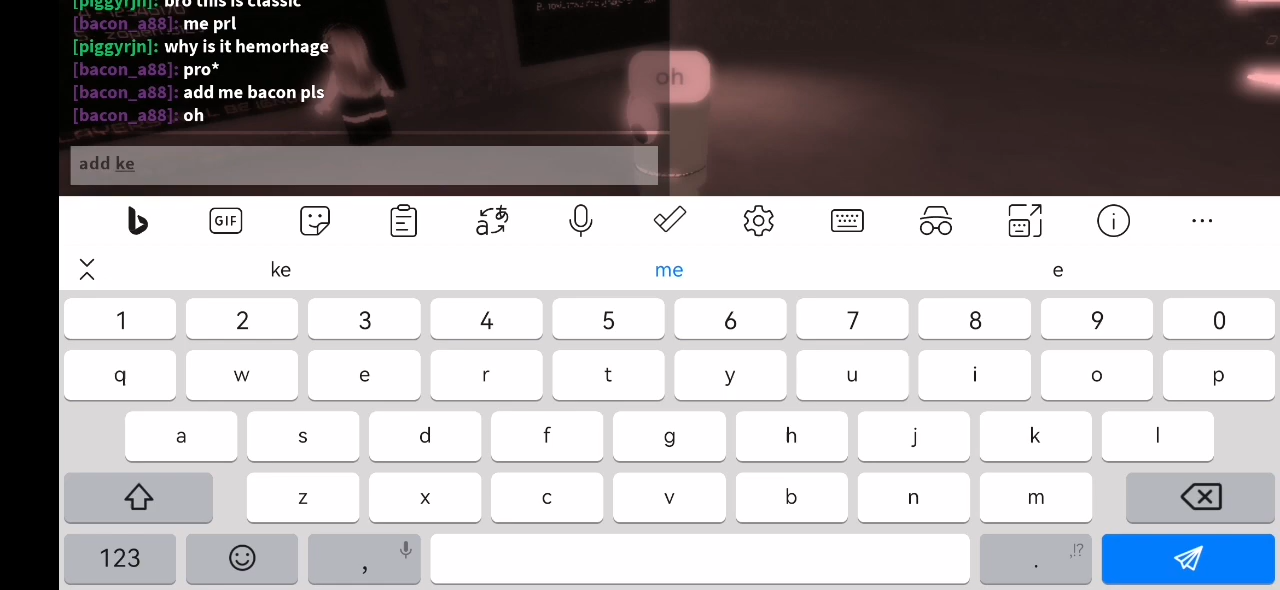 [piggyrjn]: bro this is classic
[bacon_a88]: me prl
[piggyrjn]: why is it hemorhage
[bacon_a88]: pro*
[bacon_a88]: add me bacon pls
[bacon_a88]: oh
oh
add ke
GIF
ke me e
1 2 3 4 5 6 7 8 9 0
q w e r t y u i o p
a s d f g h j k l
z x c v b n m
123 , . ,!?